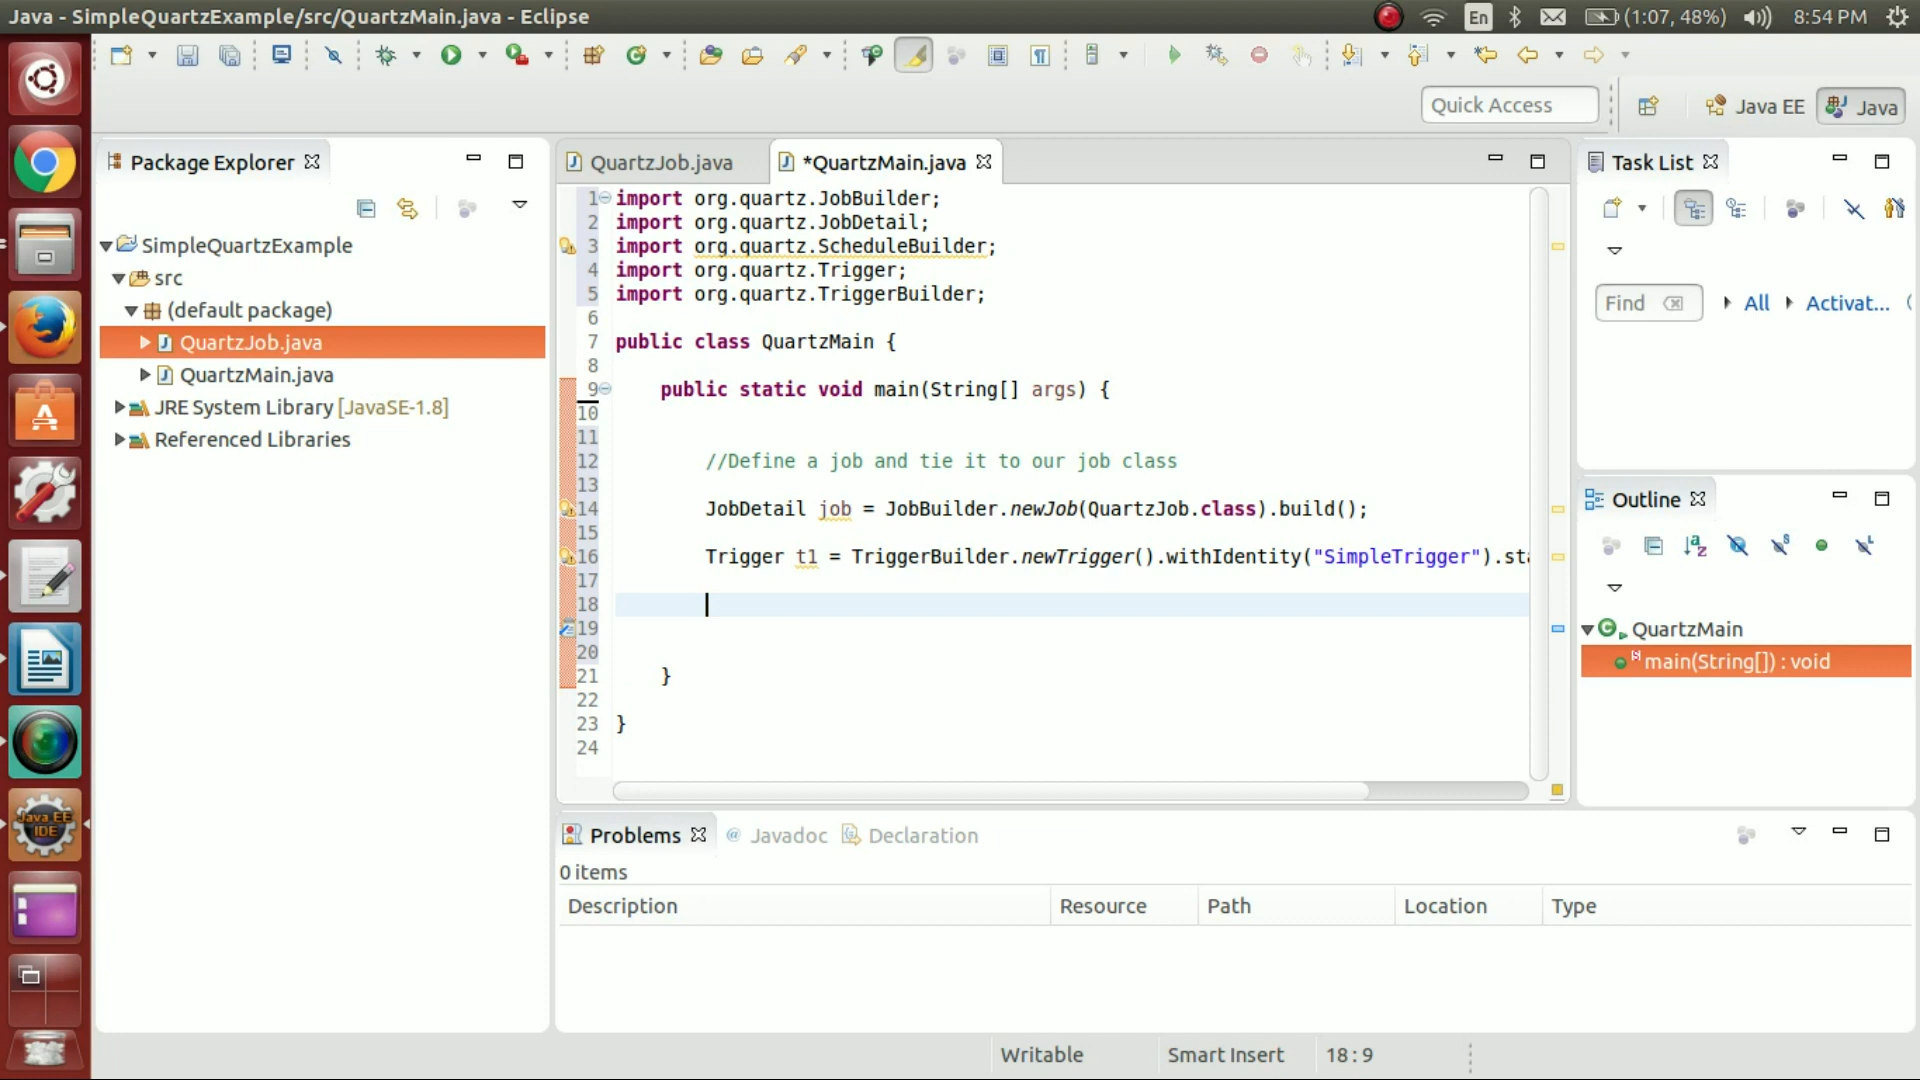 Java - SimpleQuartzExample/src/QuartzMain.java - Eclipse
En
(1:07, 48%)
8:54 PM
Quick Access
Java EE
Java
Package Explorer
QuartzJob.java
*QuartzMain.java
Task List
SimpleQuartzExample
src
(default package)
QuartzJob.java
QuartzMain.java
JRE System Library [JavaSE-1.8]
Referenced Libraries
1 import org.quartz.JobBuilder;
2 import org.quartz.JobDetail;
3 import org.quartz.ScheduleBuilder;
4 import org.quartz.Trigger;
5 import org.quartz.TriggerBuilder;
6
7 public class QuartzMain {
8
9 public static void main(String[] args) {
10
11
12 //Define a job and tie it to our job class
13
14 JobDetail job = JobBuilder.newJob(QuartzJob.class).build();
15
16 Trigger t1 = TriggerBuilder.newTrigger().withIdentity("SimpleTrigger").sta
17
18
19
20
21 }
22
23 }
24
Find
All
Activat...
Outline
QuartzMain
main(String[]) : void
Java EE
IDE
Problems
@ Javadoc
Declaration
0 items
Description
Resource
Path
Location
Type
Writable
Smart Insert
18 : 9